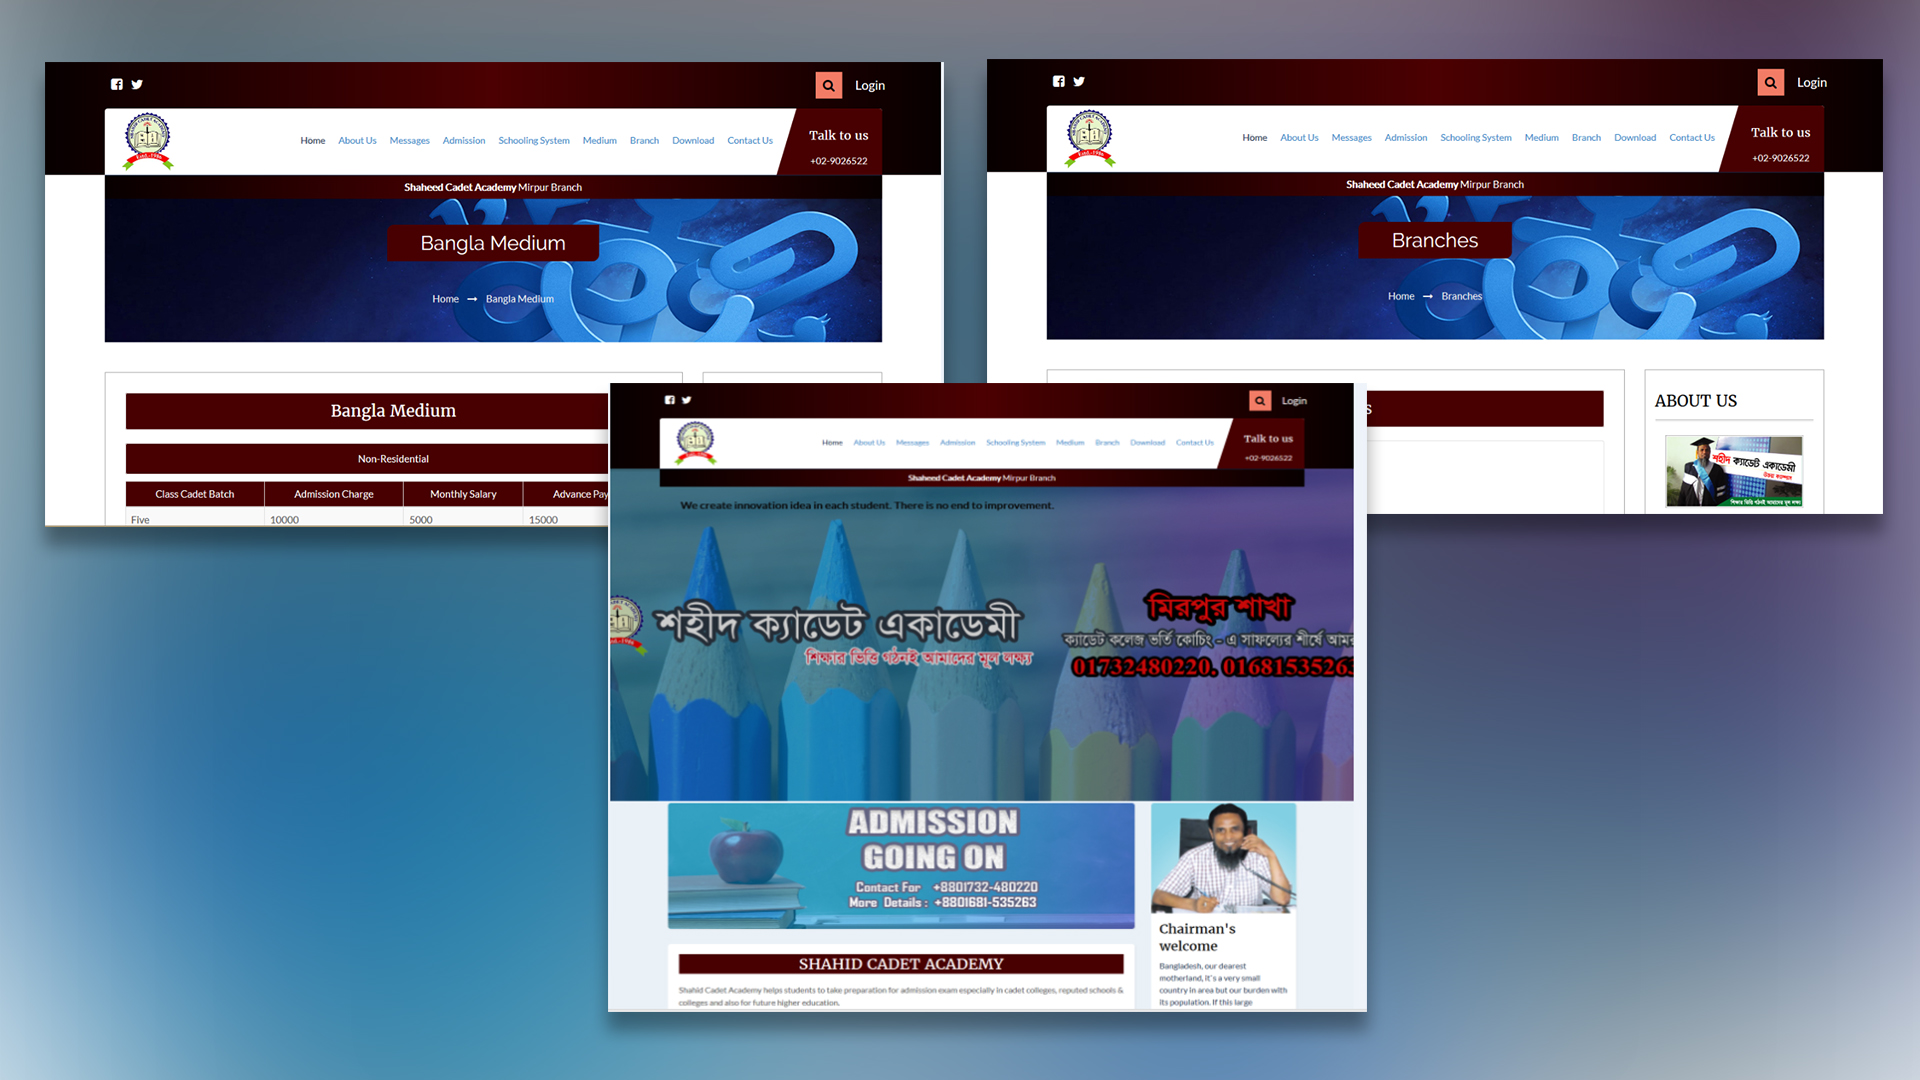 Login
Home About Us Messages Admission Schooling System Medium Branch Download Contact Us
Talk to us
+02-9026522
Shaheed Cadet Academy Mirpur Branch
Bangla Medium
Home → Bangla Medium
Bangla Medium
Non-Residential
Class Cadet Batch Admission Charge Monthly Salary Advance Pay
Five 10000 5000 15000
Login
Home About Us Messages Admission Schooling System Medium Branch Download Contact Us
Talk to us
+02-9026522
Shaheed Cadet Academy Mirpur Branch
Branches
Home → Branches
S
ABOUT US
শহীদ ক্যাডেট একাডেমী
Login
Home About Us Messages Admission Schooling System Medium Branch Download Contact Us
Talk to us
+02-9026522
Shaheed Cadet Academy Mirpur Branch
We create innovation idea in each student. There is no end to improvement.
শহীদ ক্যাডেট একাডেমী
শিক্ষার ভিত্তি গঠনই আমাদের মূল লক্ষ্য
মিরপুর শাখা
ক্যাডেট কলেজ ভর্তি কোচিং - এ সাফল্যের শীর্ষে আমর
01732480220, 01681535263
ADMISSION
GOING ON
Contact For +8801732-480220
More Details : +8801681-535263
SHAHID CADET ACADEMY
Shahid Cadet Academy helps students to take preparation for admission exam especially in cadet colleges, reputed schools &
colleges and also for future higher education.
Chairman's
welcome
Bangladesh, our dearest
motherland, it's a very small
country in area but our burden with
its population. If this large